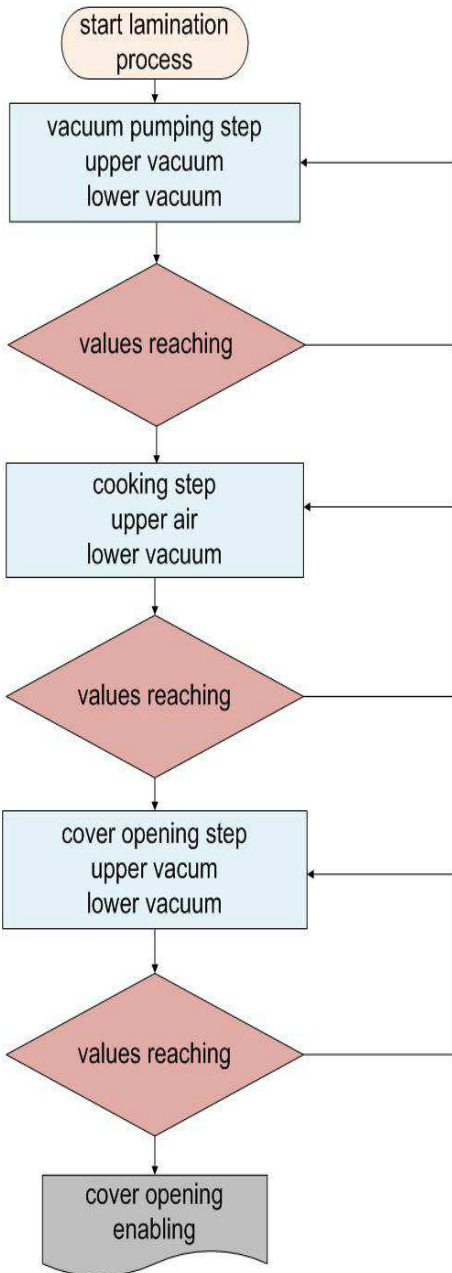 start lamination
process
vacuum pumping step
upper vacuum
lower vacuum
values reaching
cooking step
upper air
lower vacuum
values reaching
cover opening step
upper vacum
lower vacuum
values reaching
cover opening
enabling